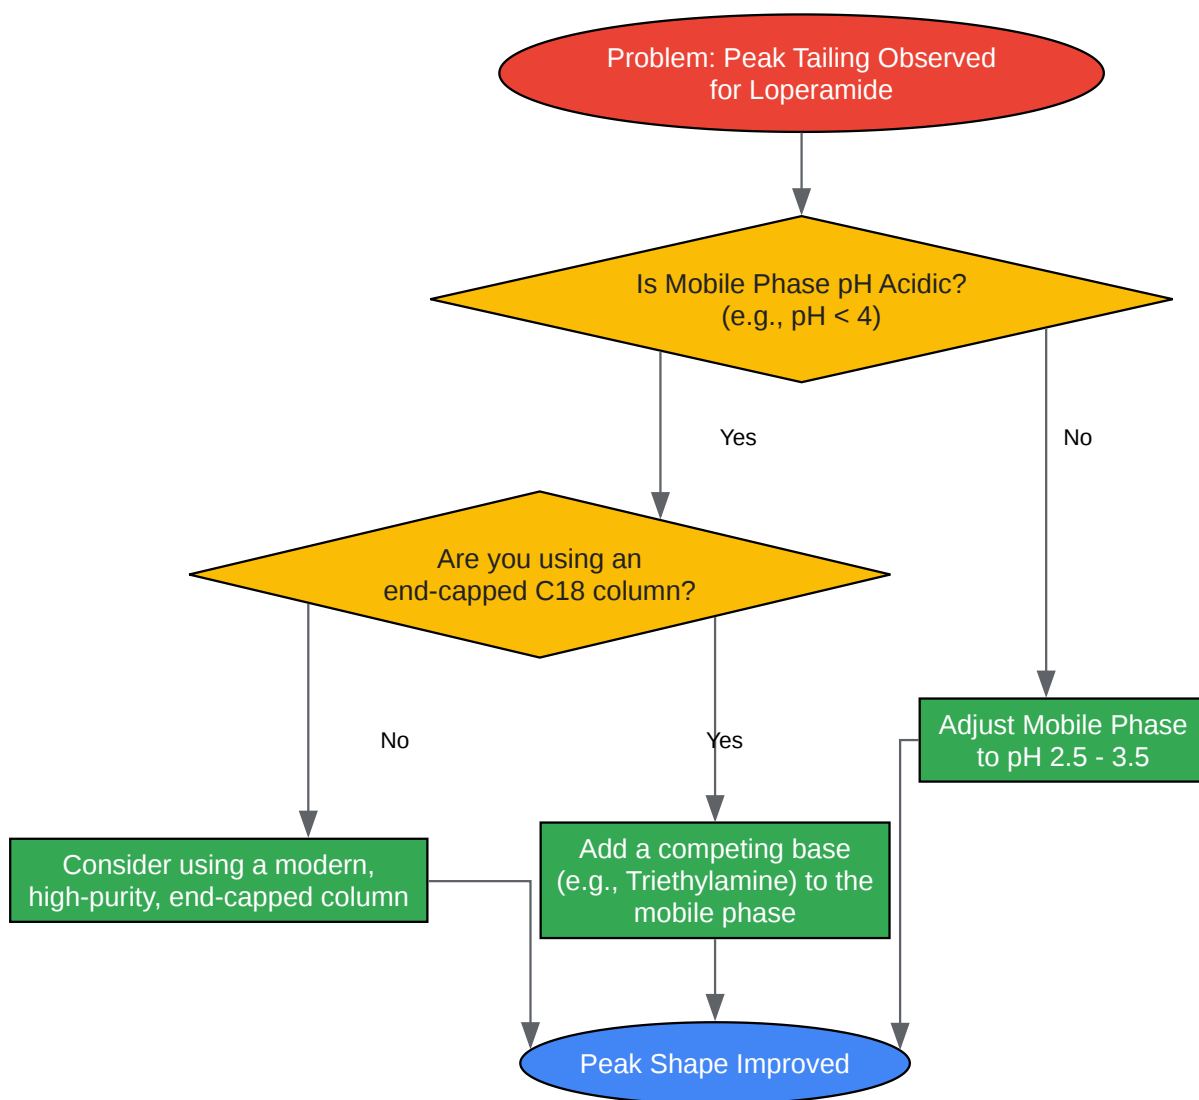 Problem: Peak Tailing Observed
for Loperamide
Is Mobile Phase pH Acidic?
(e.g., pH < 4)
Yes
No
Are you using an
end-capped C18 column?
No
Yes
Adjust Mobile Phase
to pH 2.5 - 3.5
Consider using a modern,
high-purity, end-capped column
Add a competing base
(e.g., Triethylamine) to the
mobile phase
Peak Shape Improved